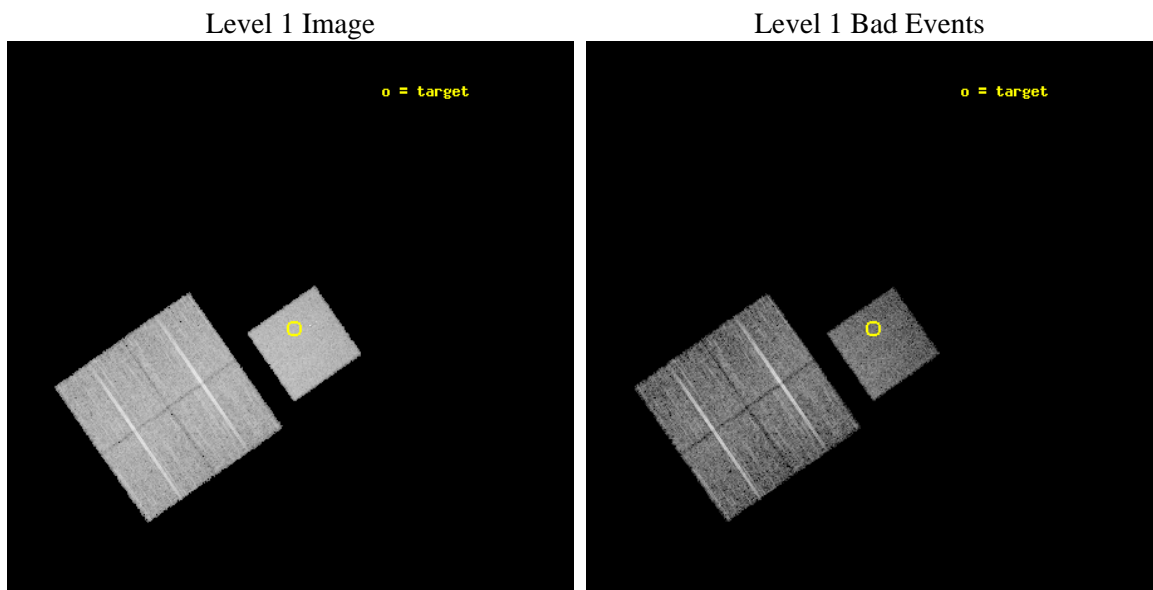 Level 1 Image
Level 1 Bad Events
o = target
o = target